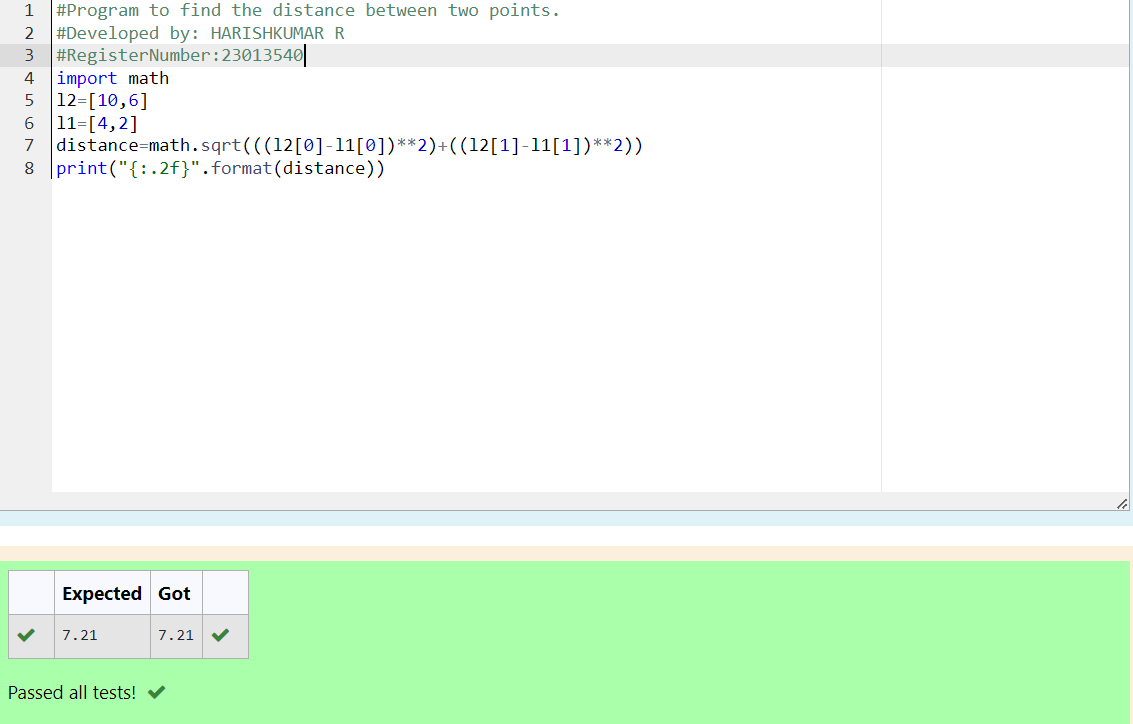 1 #Program to find the distance between two points.
2 #Developed by: HARISHKUMAR R
3 #RegisterNumber:23013540
4 import math
5 l2=[10,6]
6 l1=[4,2]
7 distance=math.sqrt(((l2[0]-l1[0])**2)+((l2[1]-l1[1])**2))
8 print("{:.2f}".format(distance))
Expected Got
7.21 7.21
Passed all tests!